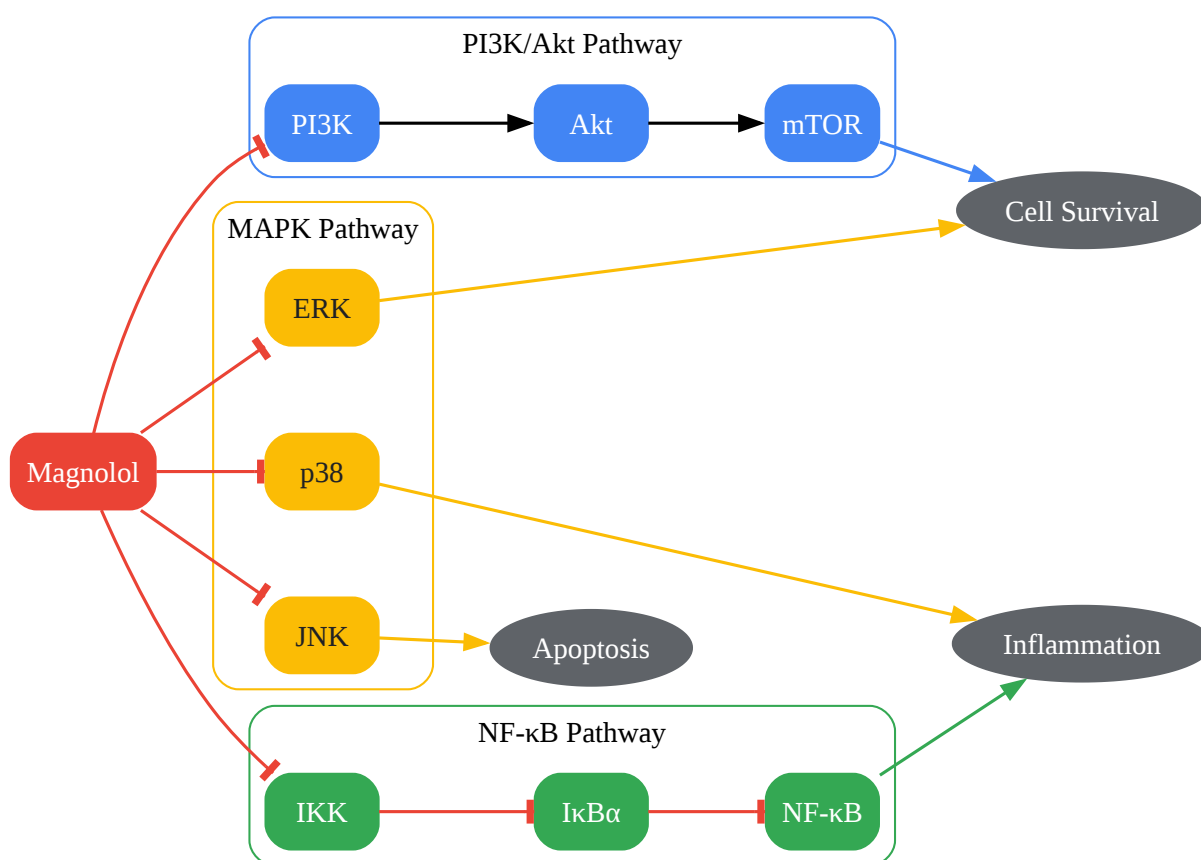 PI3K/Akt Pathway
PI3K
Akt
mTOR
Cell Survival
MAPK Pathway
ERK
Magnolol
p38
JNK
Apoptosis
Inflammation
NF-κB Pathway
IKK
IκBα
NF-κB